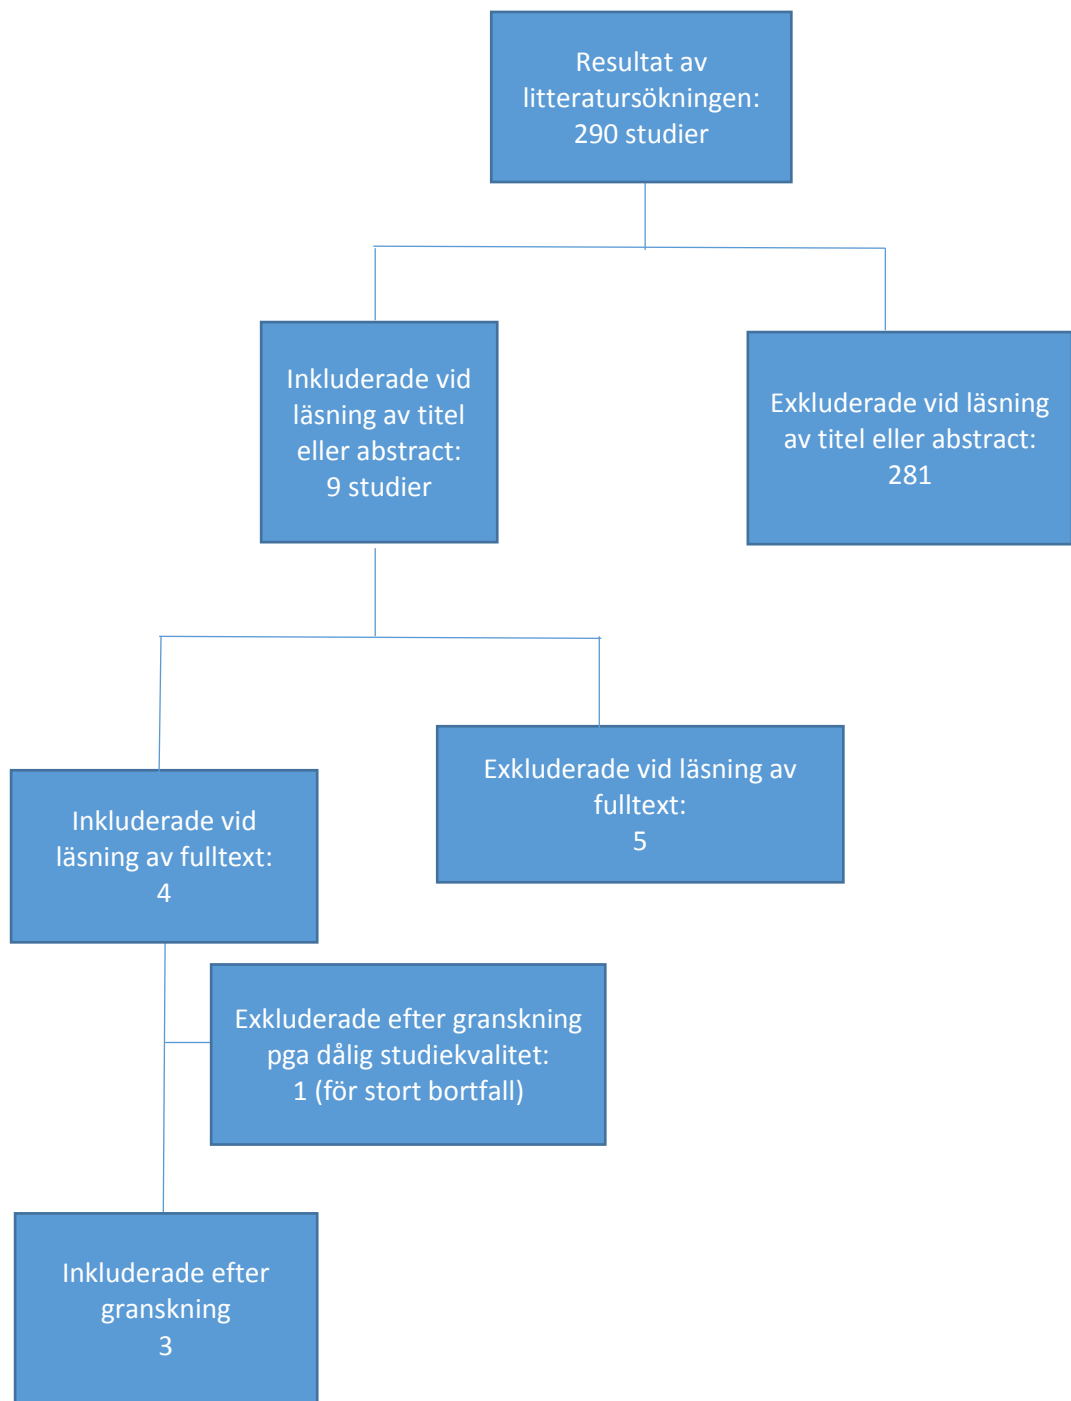 Resultat av
litteratursökningen:
290 studier
Inkluderade vid
läsning av titel
eller abstract:
9 studier
Exkluderade vid läsning
av titel eller abstract:
281
Inkluderade vid
läsning av fulltext:
4
Exkluderade vid läsning av
fulltext:
5
Exkluderade efter granskning
pga dålig studiekvalitet:
1 (för stort bortfall)
Inkluderade efter
granskning
3